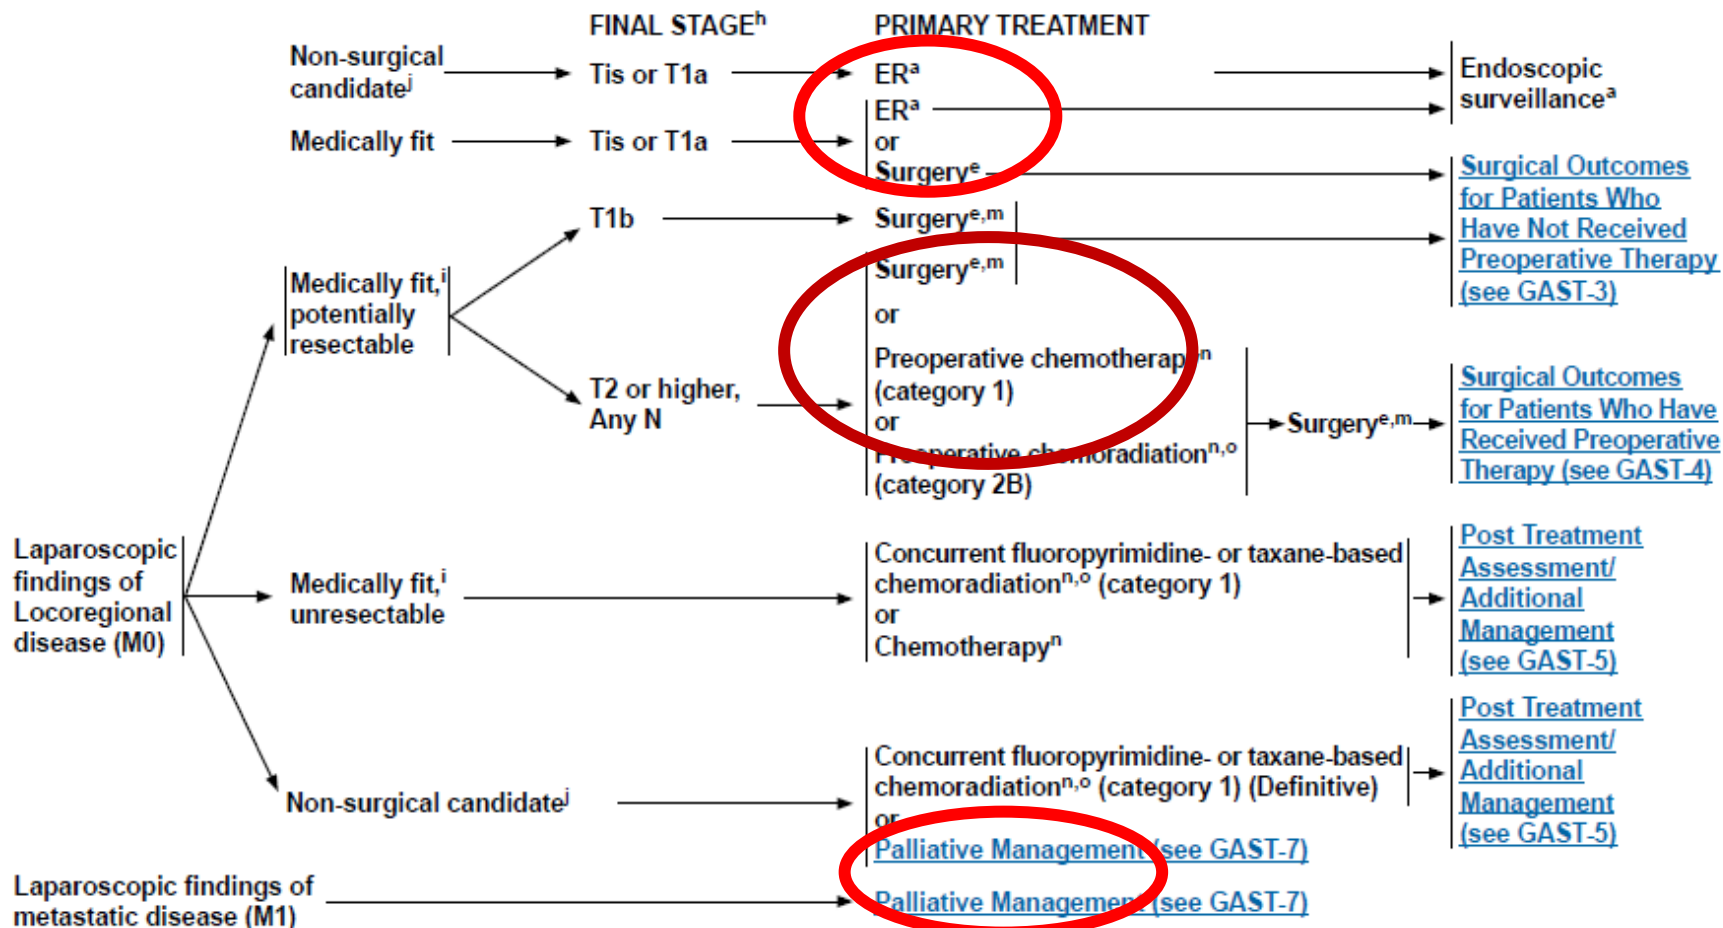 FINAL STAGEʰ
PRIMARY TREATMENT
Non-surgical
candidateʲ
Tis or T1a
ERᵃ
Endoscopic
surveillanceᵃ
Medically fit
Tis or T1a
ERᵃ
or
Surgeryᵉ
Surgical Outcomes
for Patients Who
Have Not Received
Preoperative Therapy
(see GAST-3)
Medically fit,ⁱ
potentially
resectable
T1b
Surgeryᵉ,ᵐ
T2 or higher,
Any N
Surgeryᵉ,ᵐ
or
Preoperative chemotherapyⁿ
(category 1)
or
Preoperative chemoradiationⁿ,ᵒ
(category 2B)
Surgeryᵉ,ᵐ
Surgical Outcomes
for Patients Who Have
Received Preoperative
Therapy (see GAST-4)
Laparoscopic
findings of
Locoregional
disease (M0)
Medically fit,ⁱ
unresectable
Concurrent fluoropyrimidine- or taxane-based
chemoradiationⁿ,ᵒ (category 1)
or
Chemotherapyⁿ
Post Treatment
Assessment/
Additional
Management
(see GAST-5)
Non-surgical candidateʲ
Concurrent fluoropyrimidine- or taxane-based
chemoradiationⁿ,ᵒ (category 1) (Definitive)
or
Palliative Management (see GAST-7)
Post Treatment
Assessment/
Additional
Management
(see GAST-5)
Laparoscopic findings of
metastatic disease (M1)
Palliative Management (see GAST-7)